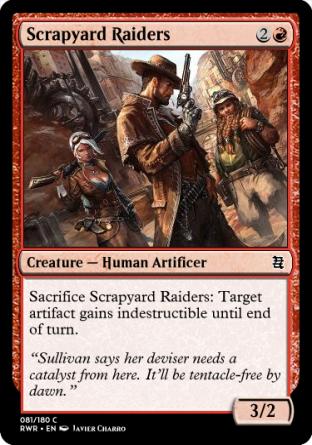 Scrapyard Raiders 2
Creature — Human Artificer
Sacrifice Scrapyard Raiders: Target
artifact gains indestructible until end
of turn.
“Sullivan says her deviser needs a
catalyst from here. It'll be tentacle-free by
dawn.”
081/180 C
RWR • EN Javier Charro
3/2